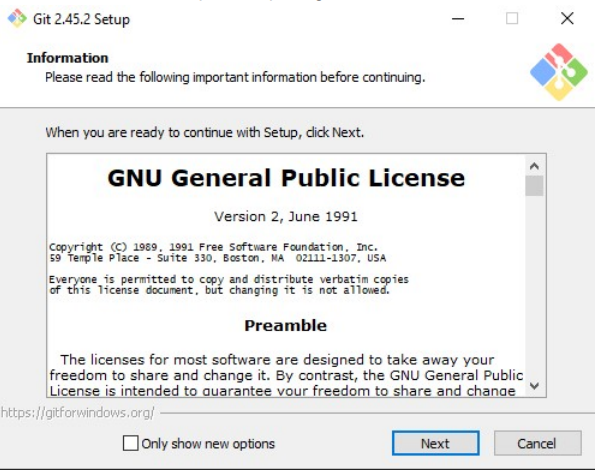 Git 2.45.2 Setup
Information
Please read the following important information before continuing.
When you are ready to continue with Setup, click Next.
GNU General Public License
Version 2, June 1991
Copyright (C) 1989, 1991 Free Software Foundation, Inc.
59 Temple Place - Suite 330, Boston, MA  02111-1307, USA
Everyone is permitted to copy and distribute verbatim copies
of this license document, but changing it is not allowed.
Preamble
The licenses for most software are designed to take away your
freedom to share and change it. By contrast, the GNU General Public
License is intended to guarantee your freedom to share and change
https://gitforwindows.org/
Only show new options
Next
Cancel